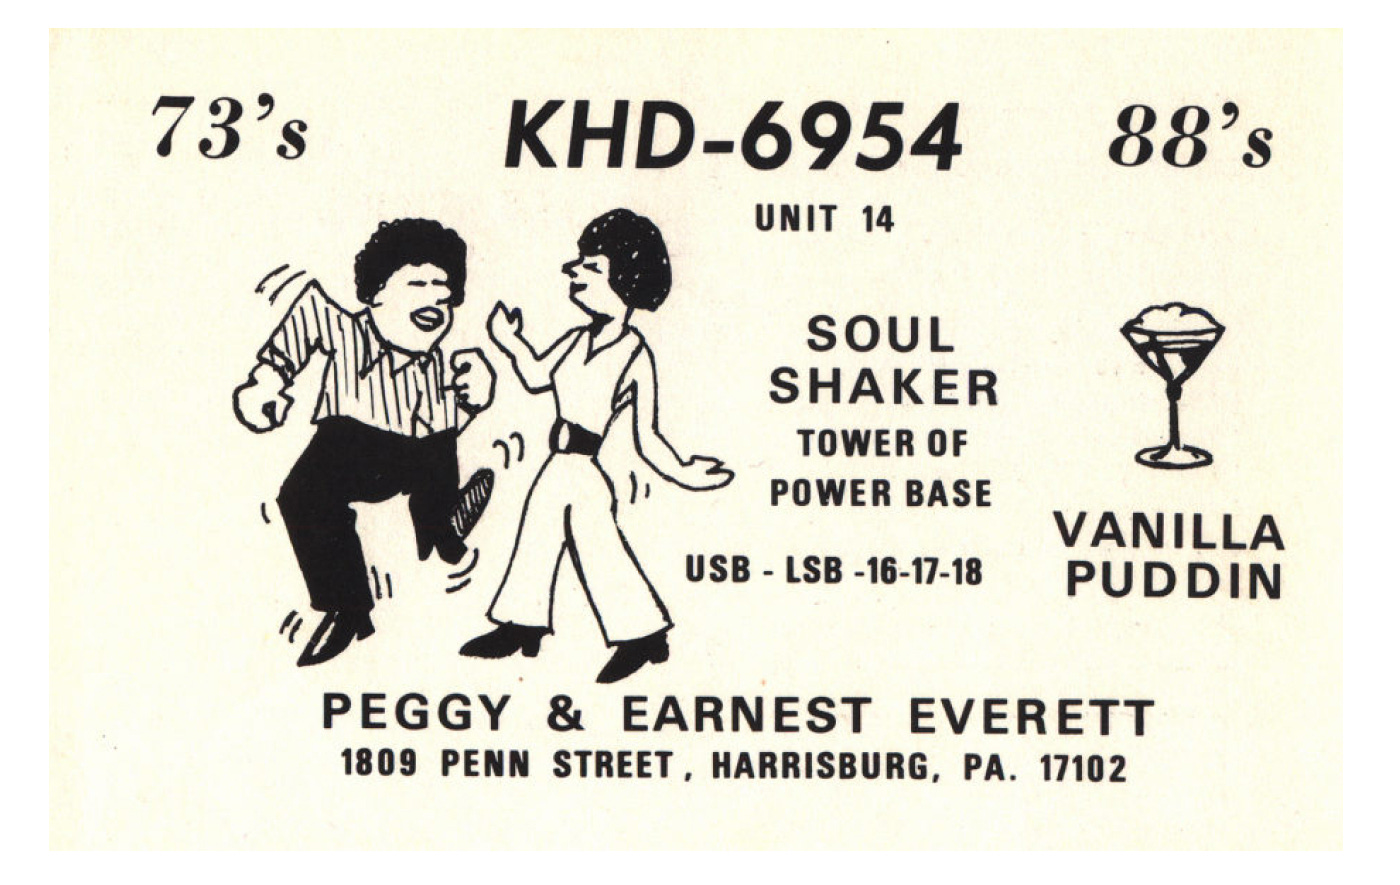 73's
KHD-6954
88's
UNIT 14
SOUL
SHAKER
TOWER OF
POWER BASE
USB - LSB -16-17-18
VANILLA
PUDDIN
PEGGY & EARNEST EVERETT
1809 PENN STREET, HARRISBURG, PA. 17102